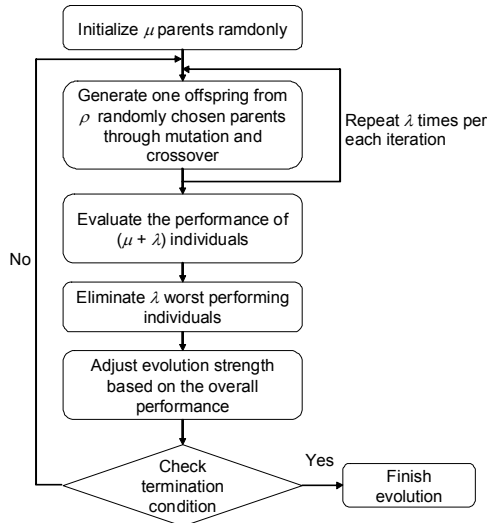 Initialize μ parents ramdonly
Generate one offspring from
ρ randomly chosen parents
through mutation and
crossover
Repeat λ times per
each iteration
Evaluate the performance of
(μ + λ) individuals
No
Eliminate λ worst performing
individuals
Adjust evolution strength
based on the overall
performance
Check
termination
condition
Yes
Finish
evolution